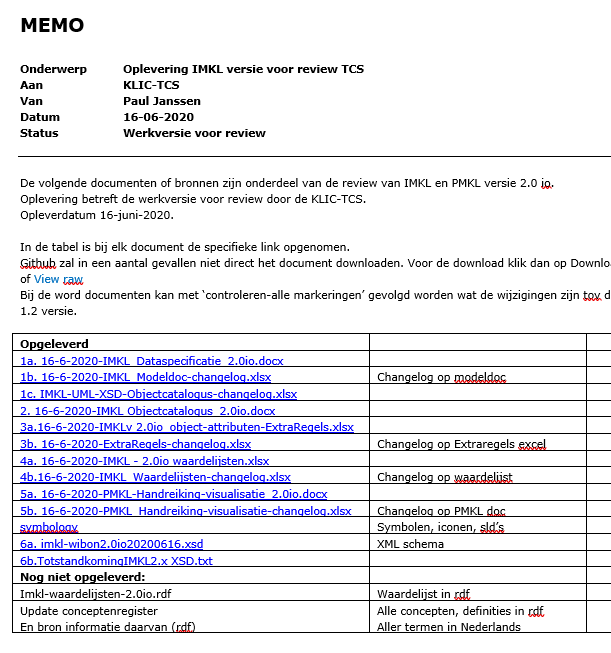 MEMO
Onderwerp Oplevering IMKL versie voor review TCS
Aan KLIC-TCS
Van Paul Janssen
Datum 16-06-2020
Status Werkversie voor review
De volgende documenten of bronnen zijn onderdeel van de review van IMKL en PMKL versie 2.0 io.
Oplevering betreft de werkversie voor review door de KLIC-TCS.
Opleverdatum 16-juni-2020.
In de tabel is bij elk document de specifieke link opgenomen.
Github zal in een aantal gevallen niet direct het document downloaden. Voor de download klik dan op Downlo
of View raw
Bij de word documenten kan met ‘controleren-alle markeringen’ gevolgd worden wat de wijzigingen zijn tov d
1.2 versie.
Opgeleverd
1a. 16-6-2020-IMKL_Dataspecificatie_2.0io.docx
1b. 16-6-2020-IMKL_Modeldoc-changelog.xlsx Changelog op modeldoc
1c. IMKL-UML-XSD-Objectcatalogus-changelog.xlsx
2. 16-6-2020-IMKL Objectcatalogus_2.0io.docx
3a.16-6-2020-IMKLv 2.0io_object-attributen-ExtraRegels.xlsx
3b. 16-6-2020-ExtraRegels-changelog.xlsx Changelog op Extraregels excel
4a. 16-6-2020-IMKL - 2.0io waardelijsten.xlsx
4b.16-6-2020-IMKL_Waardelijsten-changelog.xlsx Changelog op waardelijst
5a. 16-6-2020-PMKL-Handreiking-visualisatie_2.0io.docx
5b. 16-6-2020-PMKL_Handreiking-visualisatie-changelog.xlsx Changelog op PMKL doc
symbology Symbolen, iconen, sld’s
6a. imkl-wibon2.0io20200616.xsd XML schema
6b.TotstandkomingIMKL2.x XSD.txt
Nog niet opgeleverd:
Imkl-waardelijsten-2.0io.rdf Waardelijst in rdf
Update conceptenregister Alle concepten, definities in rdf
En bron informatie daarvan (rdf) Aller termen in Nederlands